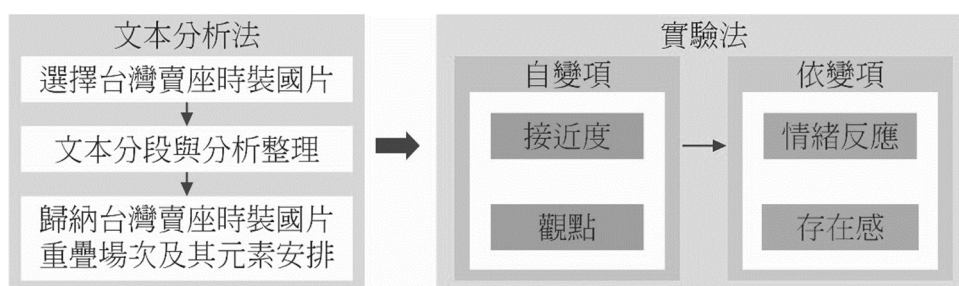 文本分析法
選擇台灣賣座時裝國片
文本分段與分析整理
歸納台灣賣座時裝國片
重疊場次及其元素安排
實驗法
自變項
接近度
觀點
依變項
情緒反應
存在感